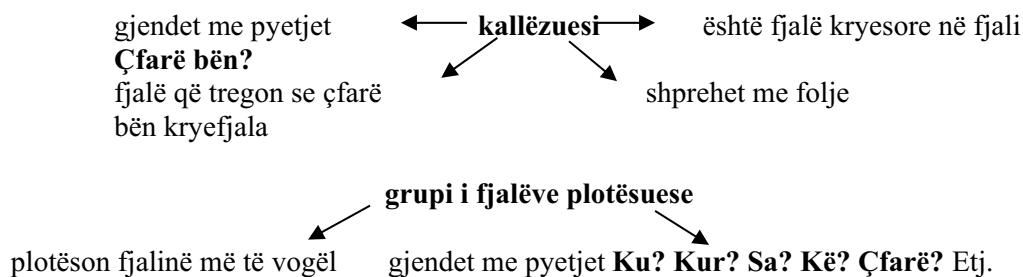 gjendet me pyetjet kallëzuesi është fjalë kryesore në fjali
Çfarë bën?
fjalë që tregon se çfarë shprehet me folje
bën kryefjala
grupi i fjalëve plotësuese
plotëson fjalinë më të vogël gjendet me pyetjet Ku? Kur? Sa? Kë? Çfarë? Etj.